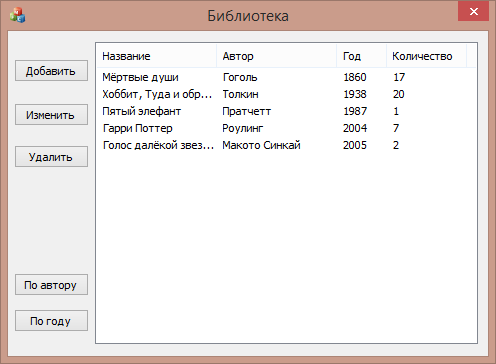 Библиотека
Добавить
Изменить
Удалить
По автору
По году
Название Автор Год Количество
Мёртвые души Гоголь 1860 17
Хоббит, Туда и обр... Толкин 1938 20
Пятый элефант Пратчетт 1987 1
Гарри Поттер Роулинг 2004 7
Голос далёкой звез... Макото Синкай 2005 2